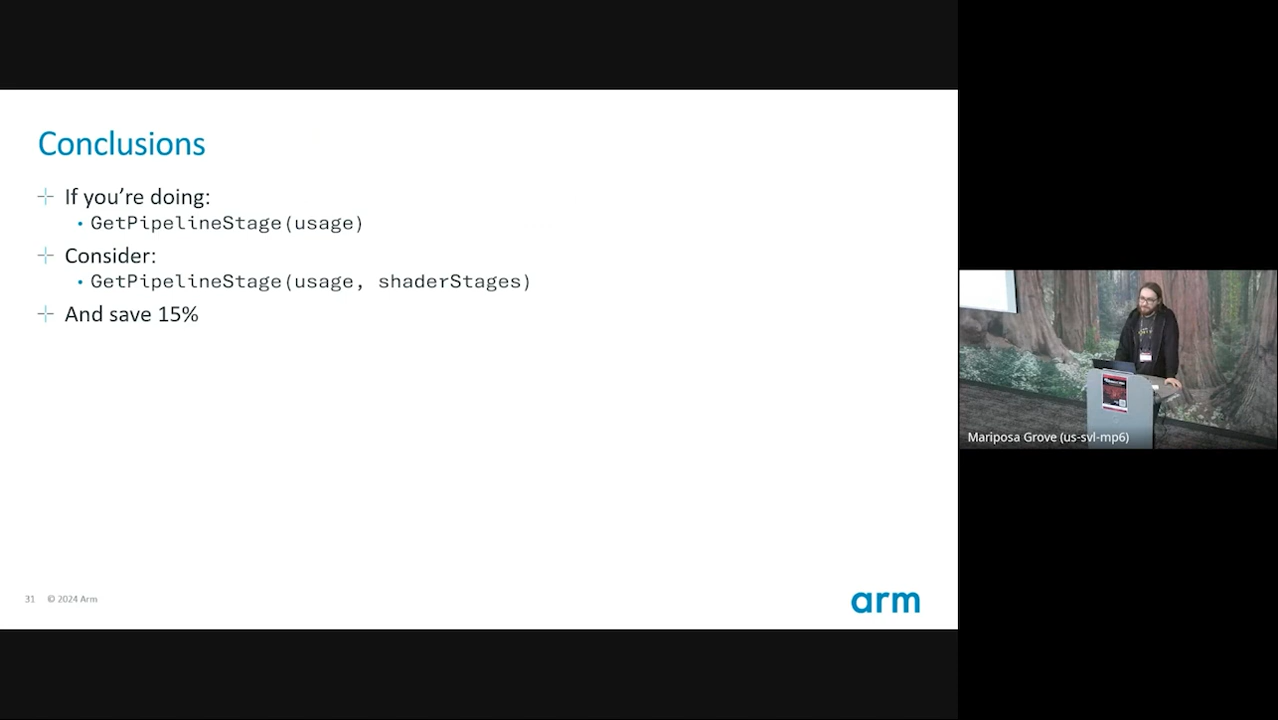 Conclusions
If you're doing:
• GetPipelineStage(usage)
Consider:
• GetPipelineStage(usage, shaderStages)
And save 15%
31 © 2024 Arm
arm
Mariposa Grove (us-svl-mp6)